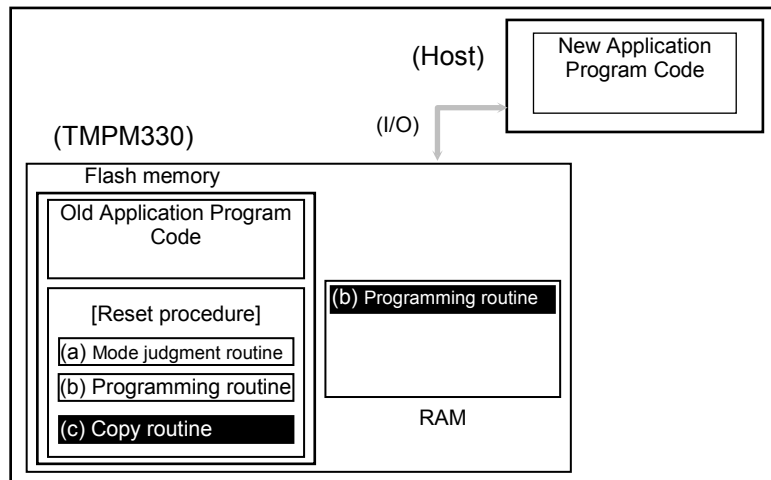 (Host)
New Application
Program Code
(I/O)
(TMPM330)
Flash memory
Old Application Program
Code
[Reset procedure]
(a) Mode judgment routine
(b) Programming routine
(c) Copy routine
(b) Programming routine
RAM